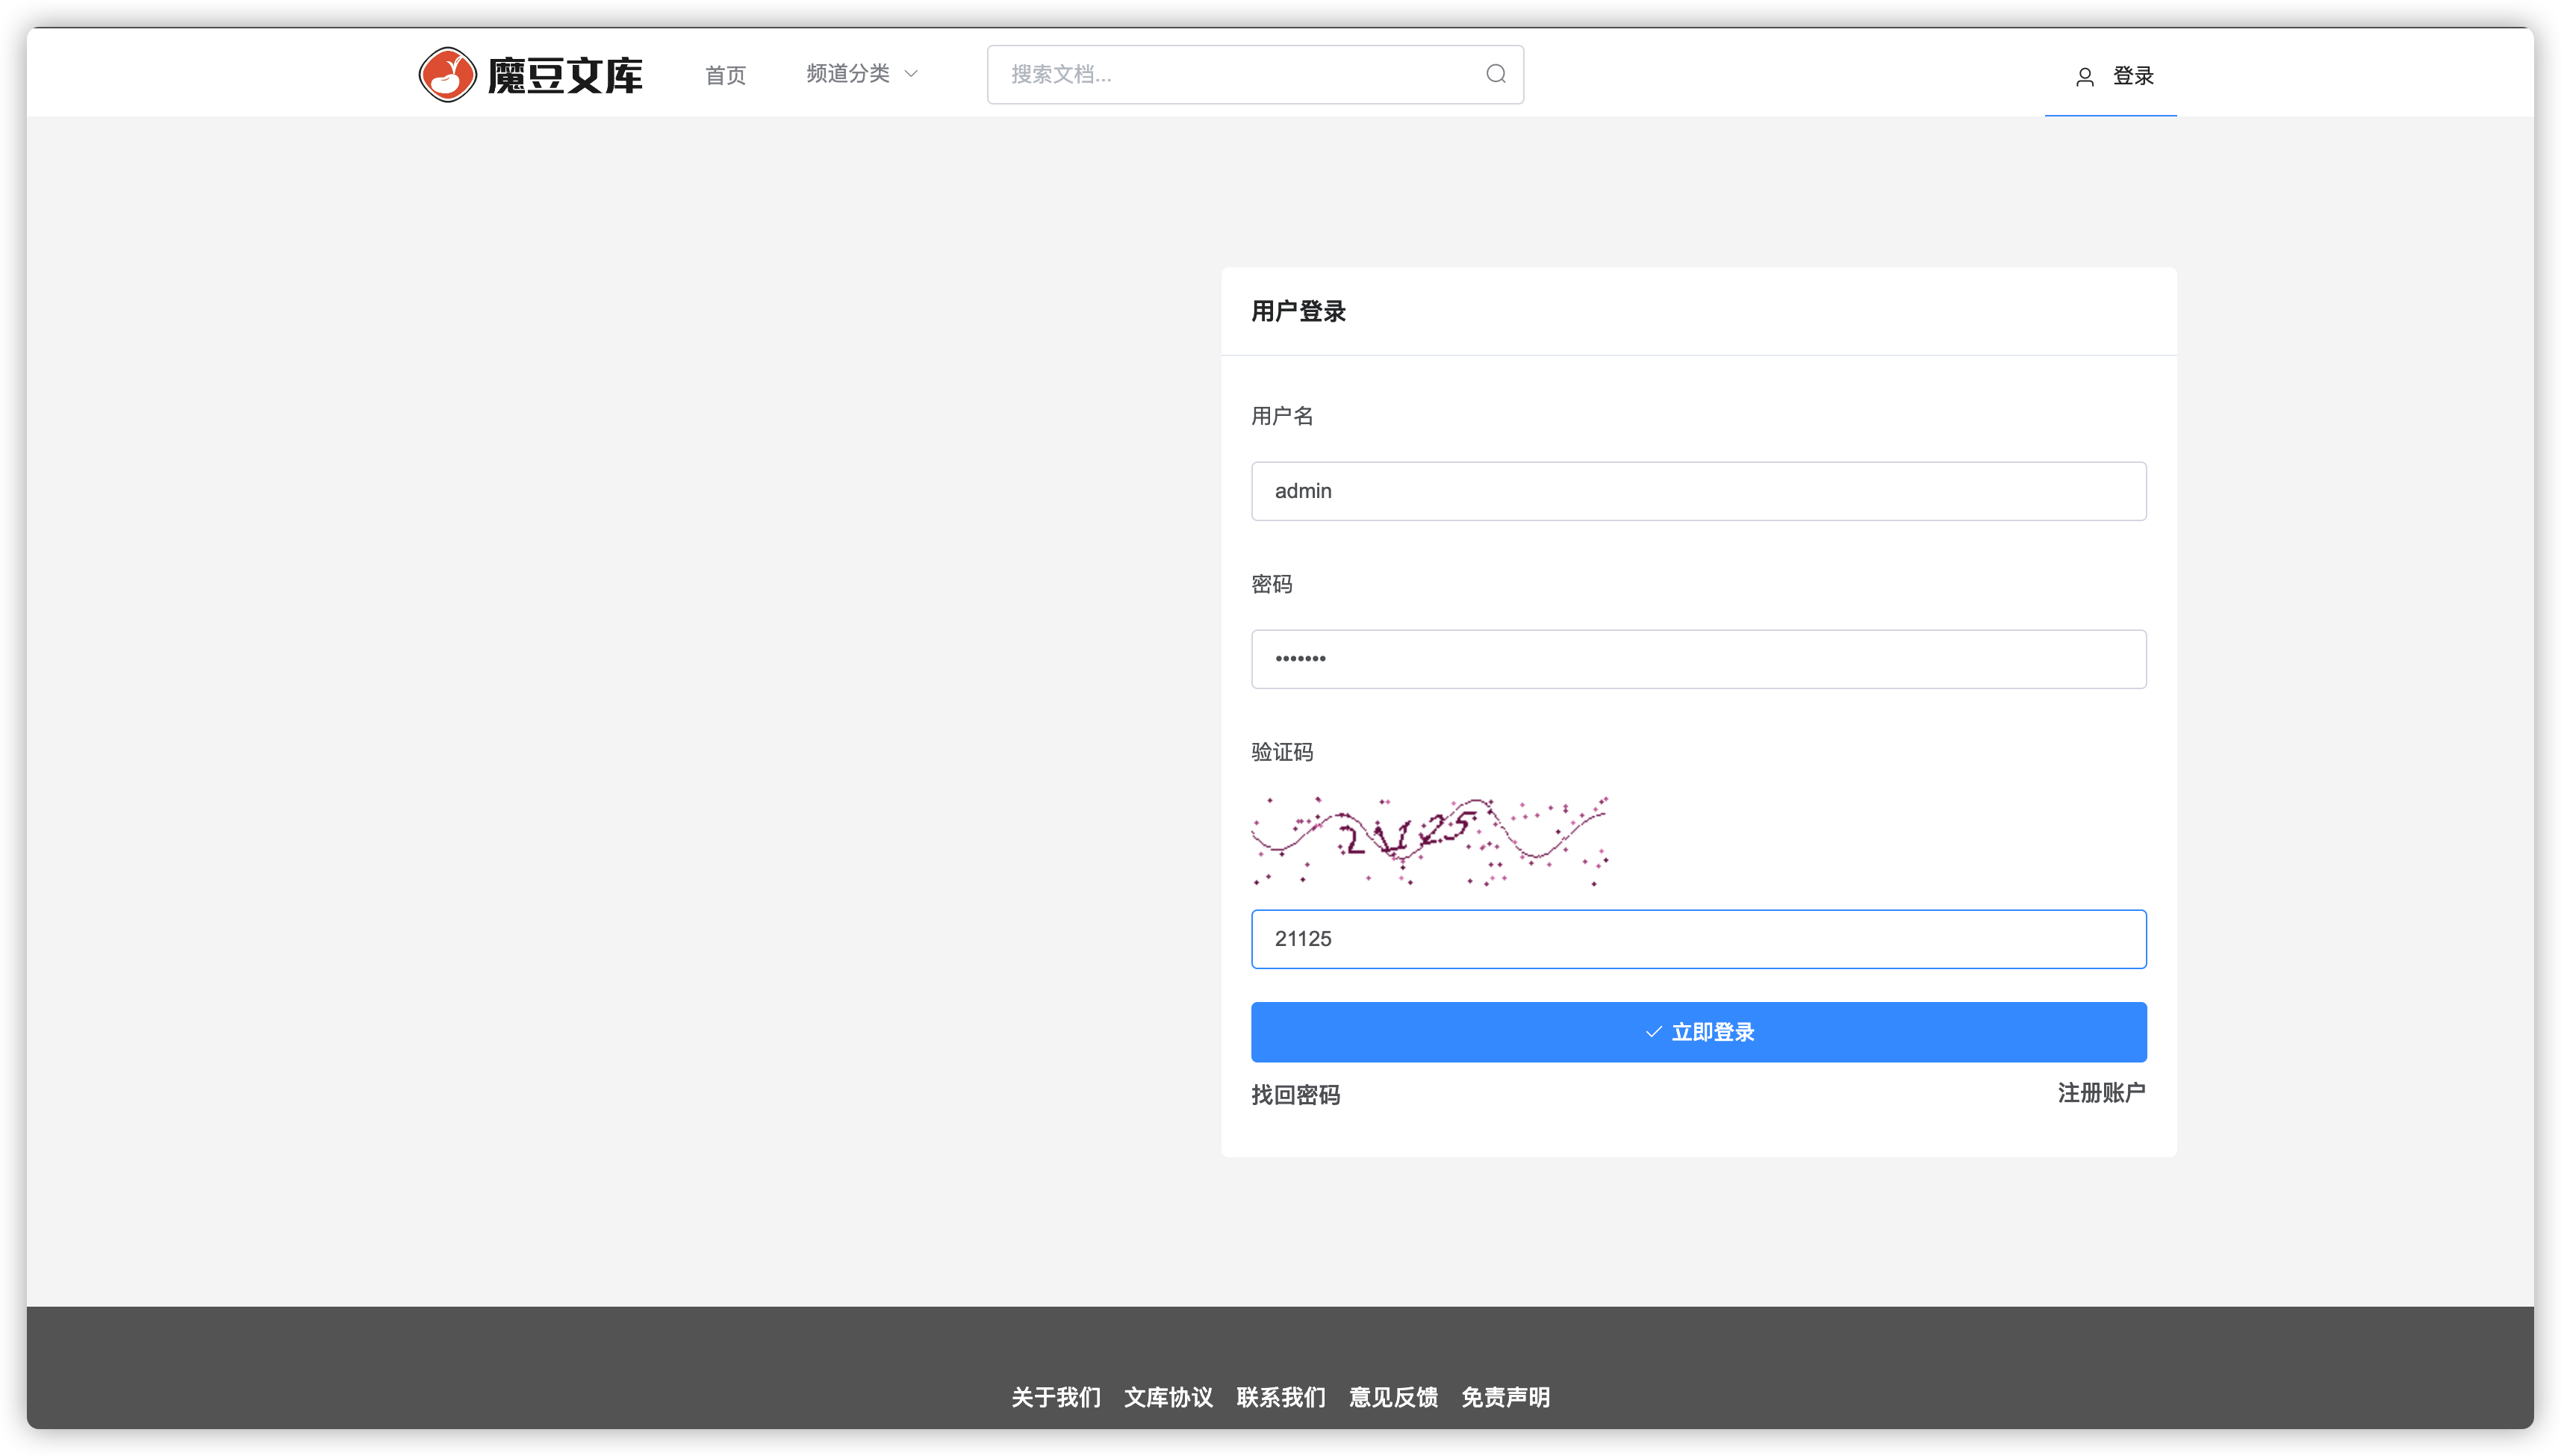 魔豆文库 首页 频道分类 搜索文档... 登录
用户登录
用户名
admin
密码
•••••••
验证码
21125
立即登录
找回密码 注册账户
关于我们 文库协议 联系我们 意见反馈 免责声明